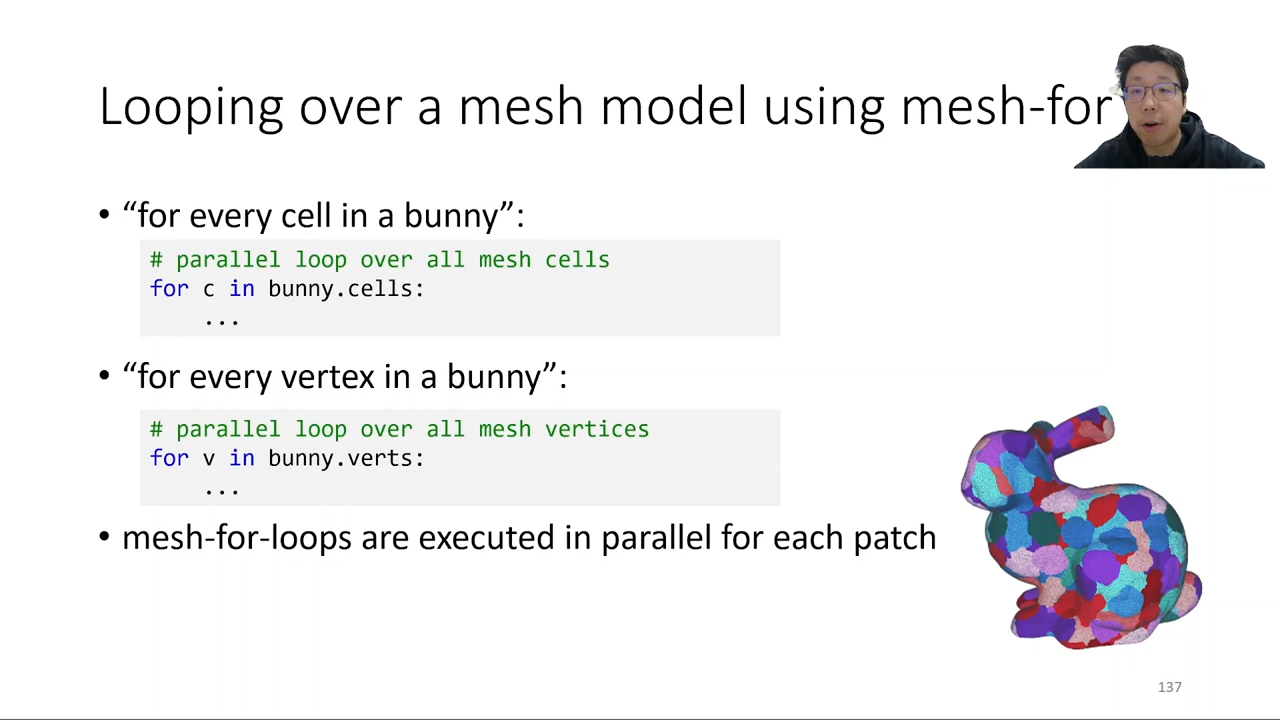 Looping over a mesh model using mesh-for
• “for every cell in a bunny”:
# parallel loop over all mesh cells
for c in bunny.cells:
    ...
• “for every vertex in a bunny”:
# parallel loop over all mesh vertices
for v in bunny.verts:
    ...
• mesh-for-loops are executed in parallel for each patch
137